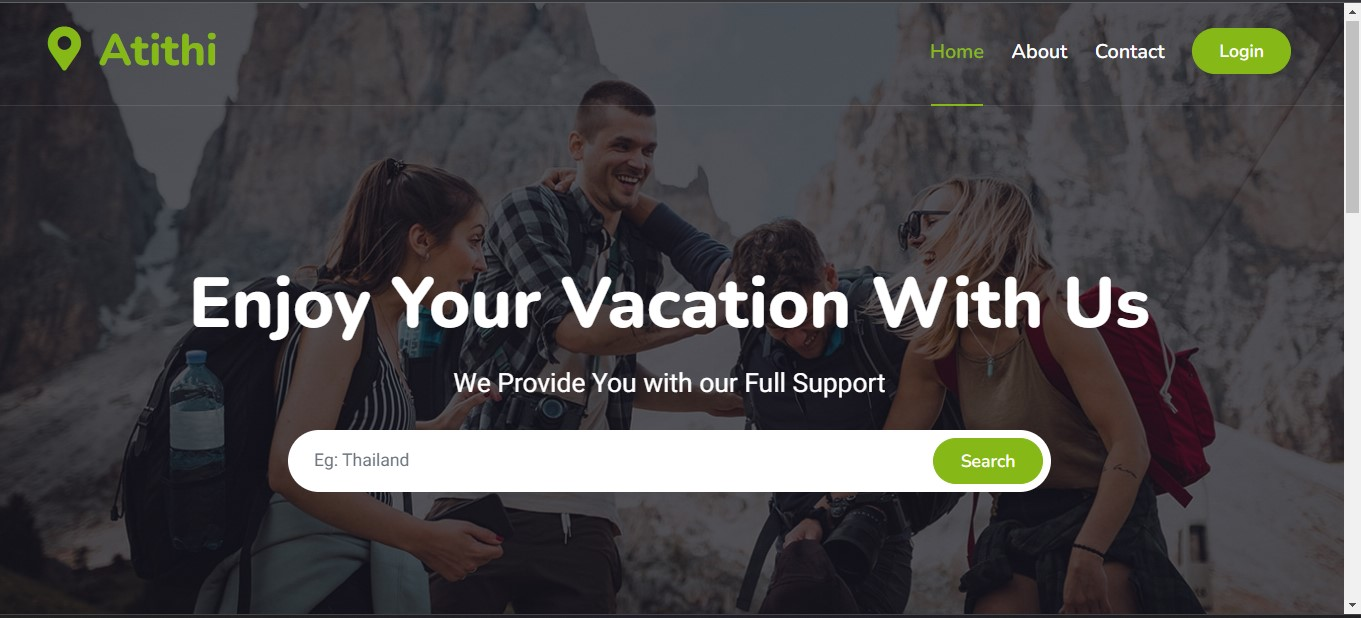 Atithi
Home About Contact Login
Enjoy Your Vacation With Us
We Provide You with our Full Support
Eg: Thailand
Search